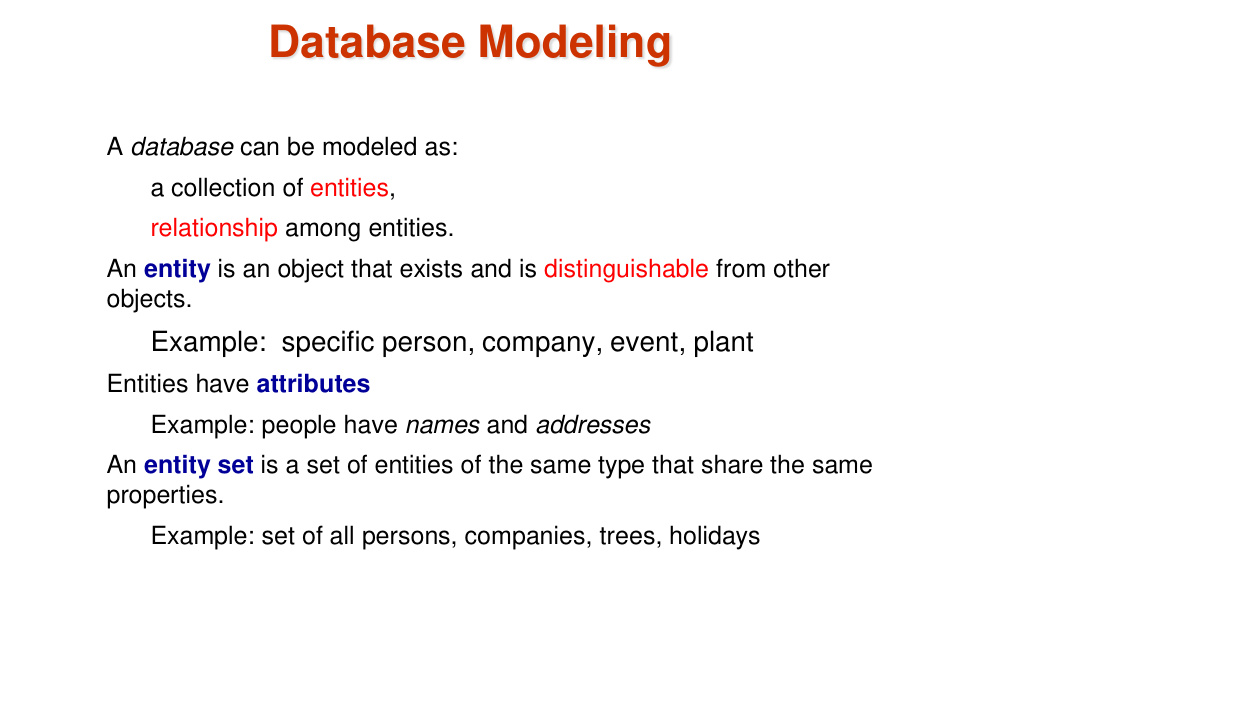 Database Modeling
A database can be modeled as:
a collection of entities,
relationship among entities.
An entity is an object that exists and is distinguishable from other
objects.
Example:  specific person, company, event, plant
Entities have attributes
Example: people have names and addresses
An entity set is a set of entities of the same type that share the same
properties.
Example: set of all persons, companies, trees, holidays